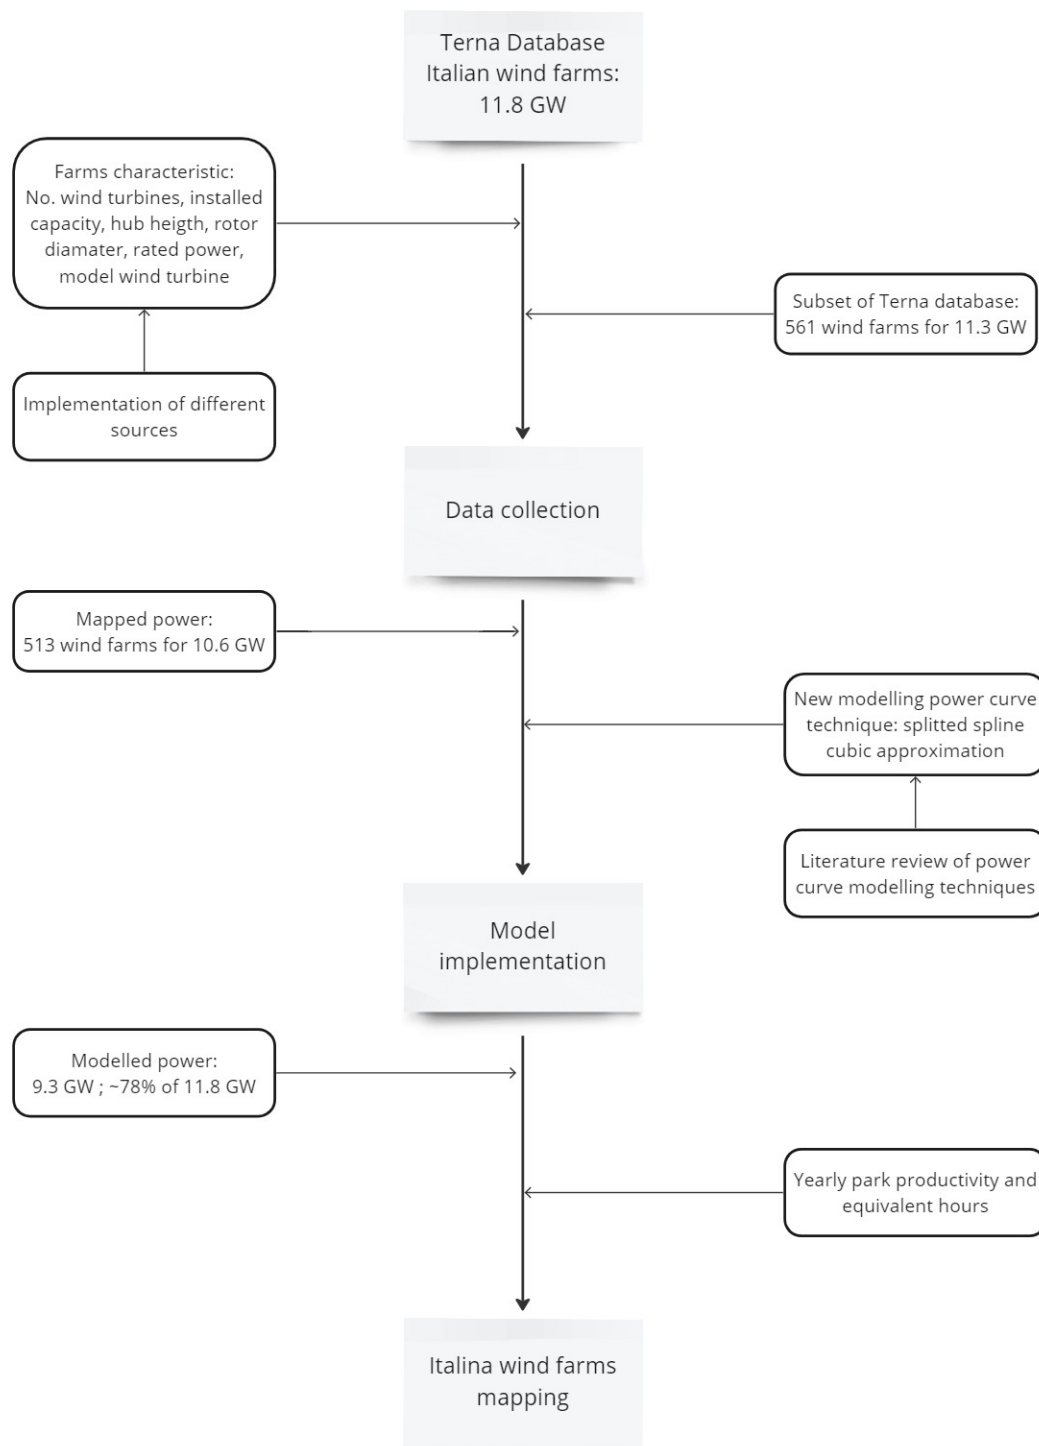 Terna Database
Italian wind farms:
11.8 GW
Farms characteristic:
No. wind turbines, installed
capacity, hub heigth, rotor
diamater, rated power,
model wind turbine
Subset of Terna database:
561 wind farms for 11.3 GW
Implementation of different
sources
Data collection
Mapped power:
513 wind farms for 10.6 GW
New modelling power curve
technique: splitted spline
cubic approximation
Literature review of power
curve modelling techniques
Model
implementation
Modelled power:
9.3 GW ; ~78% of 11.8 GW
Yearly park productivity and
equivalent hours
Italina wind farms
mapping